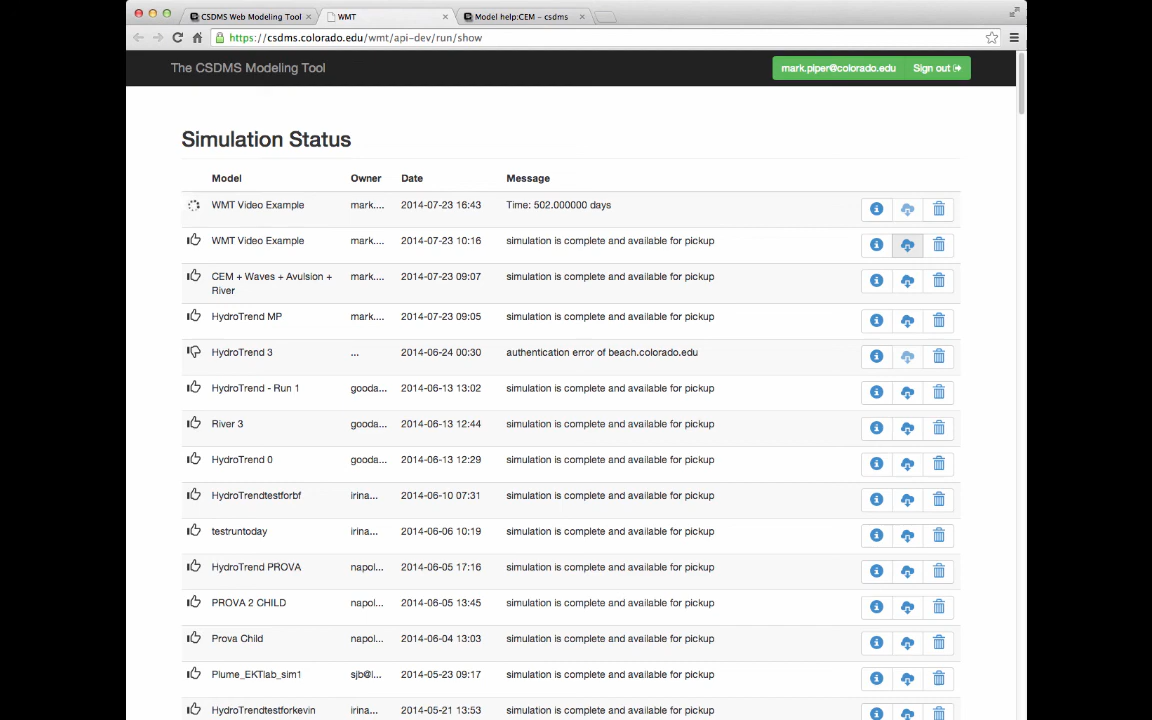 CSDMS Web Modeling Tool
WMT
Model help:CEM – csdms
https://csdms.colorado.edu/wmt/api-dev/run/show
The CSDMS Modeling Tool
mark.piper@colorado.edu Sign out
Simulation Status
Model Owner Date Message
WMT Video Example mark.... 2014-07-23 16:43 Time: 502.000000 days
WMT Video Example mark.... 2014-07-23 10:16 simulation is complete and available for pickup
CEM + Waves + Avulsion + mark.... 2014-07-23 09:07 simulation is complete and available for pickup
River
HydroTrend MP mark.... 2014-07-23 09:05 simulation is complete and available for pickup
HydroTrend 3 ... 2014-06-24 00:30 authentication error of beach.colorado.edu
HydroTrend - Run 1 gooda... 2014-06-13 13:02 simulation is complete and available for pickup
River 3 gooda... 2014-06-13 12:44 simulation is complete and available for pickup
HydroTrend 0 gooda... 2014-06-13 12:29 simulation is complete and available for pickup
HydroTrendtestforbf irina... 2014-06-10 07:31 simulation is complete and available for pickup
testruntoday irina... 2014-06-06 10:19 simulation is complete and available for pickup
HydroTrend PROVA napol... 2014-06-05 17:16 simulation is complete and available for pickup
PROVA 2 CHILD napol... 2014-06-05 13:45 simulation is complete and available for pickup
Prova Child napol... 2014-06-04 13:03 simulation is complete and available for pickup
Plume_EKTlab_sim1 sjb@l... 2014-05-23 09:17 simulation is complete and available for pickup
HydroTrendtestforkevin irina... 2014-05-21 13:53 simulation is complete and available for pickup